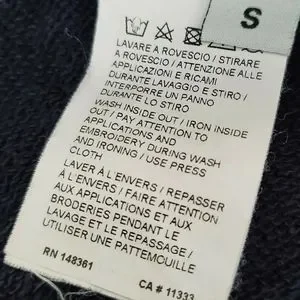 S
LAVARE A ROVESCIO / STIRARE
A ROVESCIO / ATTENZIONE ALLE
APPLICAZIONI E RICAMI
DURANTE LAVAGGIO E STIRO /
INTERPORRE UN PANNO
DURANTE LO STIRO
WASH INSIDE OUT / IRON INSIDE
OUT / PAY ATTENTION TO
APPLICATIONS AND
EMBROIDERY DURING WASH
AND IRONING / USE PRESS
CLOTH
LAVER À L'ENVERS / REPASSER
À L'ENVERS / FAIRE ATTENTION
AUX APPLICATIONS ET AUX
BRODERIES PENDANT LE
LAVAGE ET LE REPASSAGE /
UTILISER UNE PATTEMOUILLE
RN 148361 CA # 11333